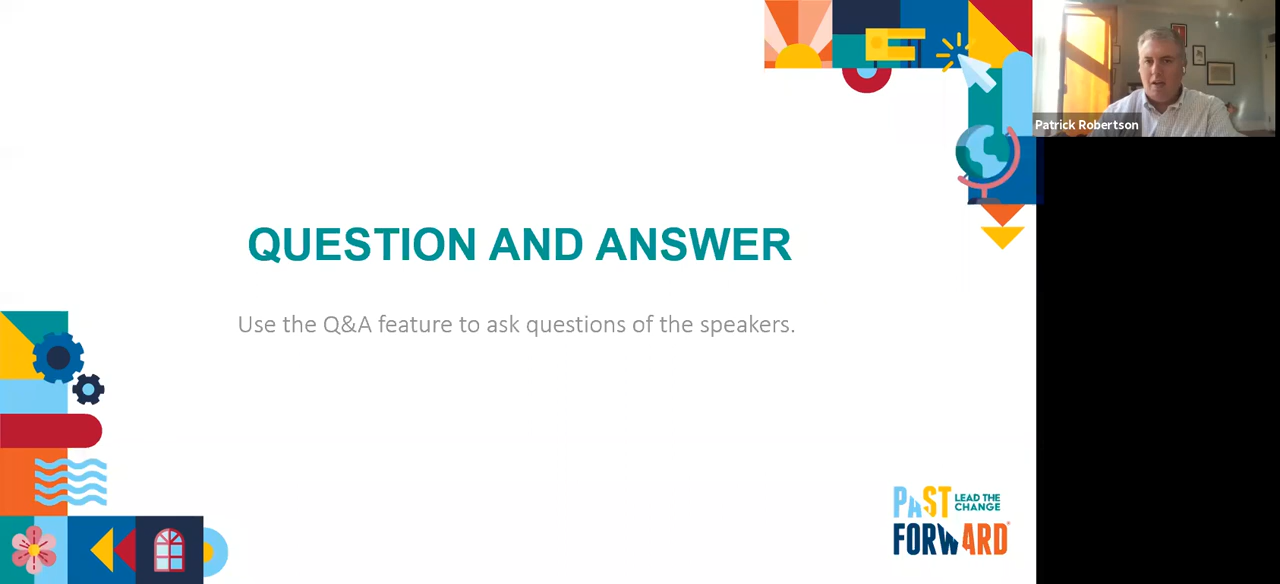 Patrick Robertson
QUESTION AND ANSWER
Use the Q&A feature to ask questions of the speakers.
PAST LEAD THE
CHANGE
FORWARD